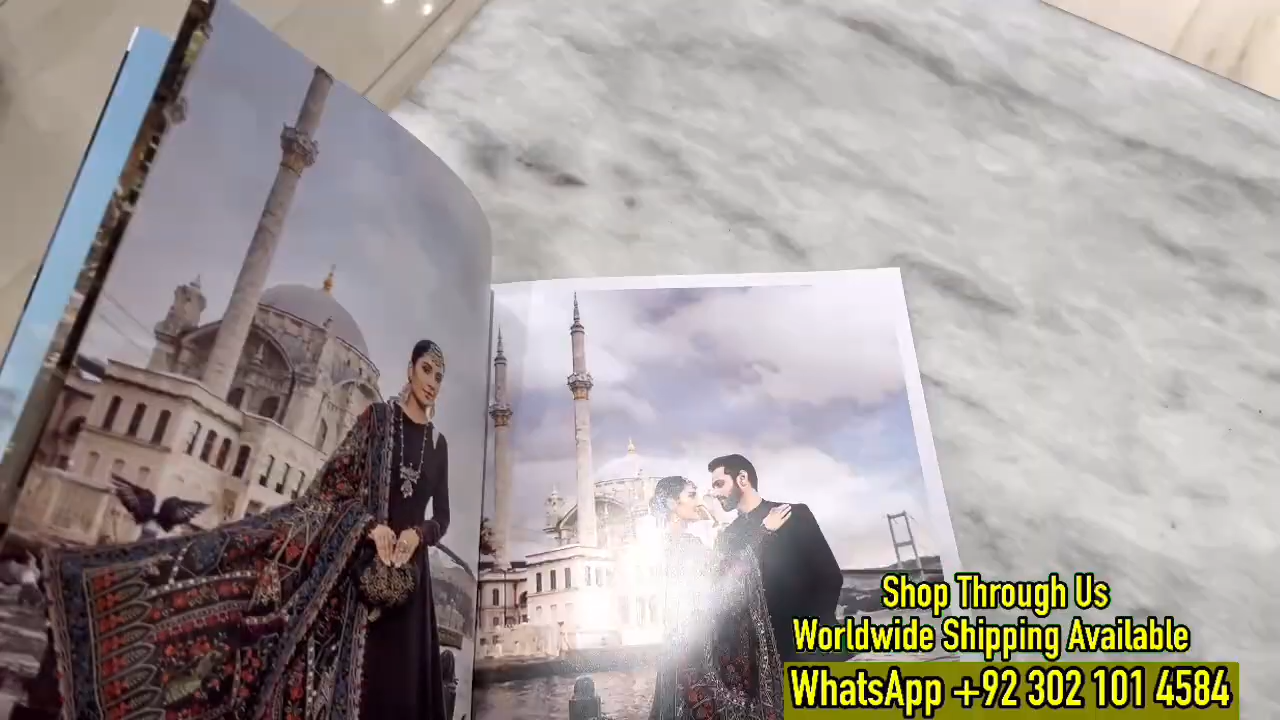 Shop Through Us
Worldwide Shipping Available
WhatsApp +92 302 101 4584